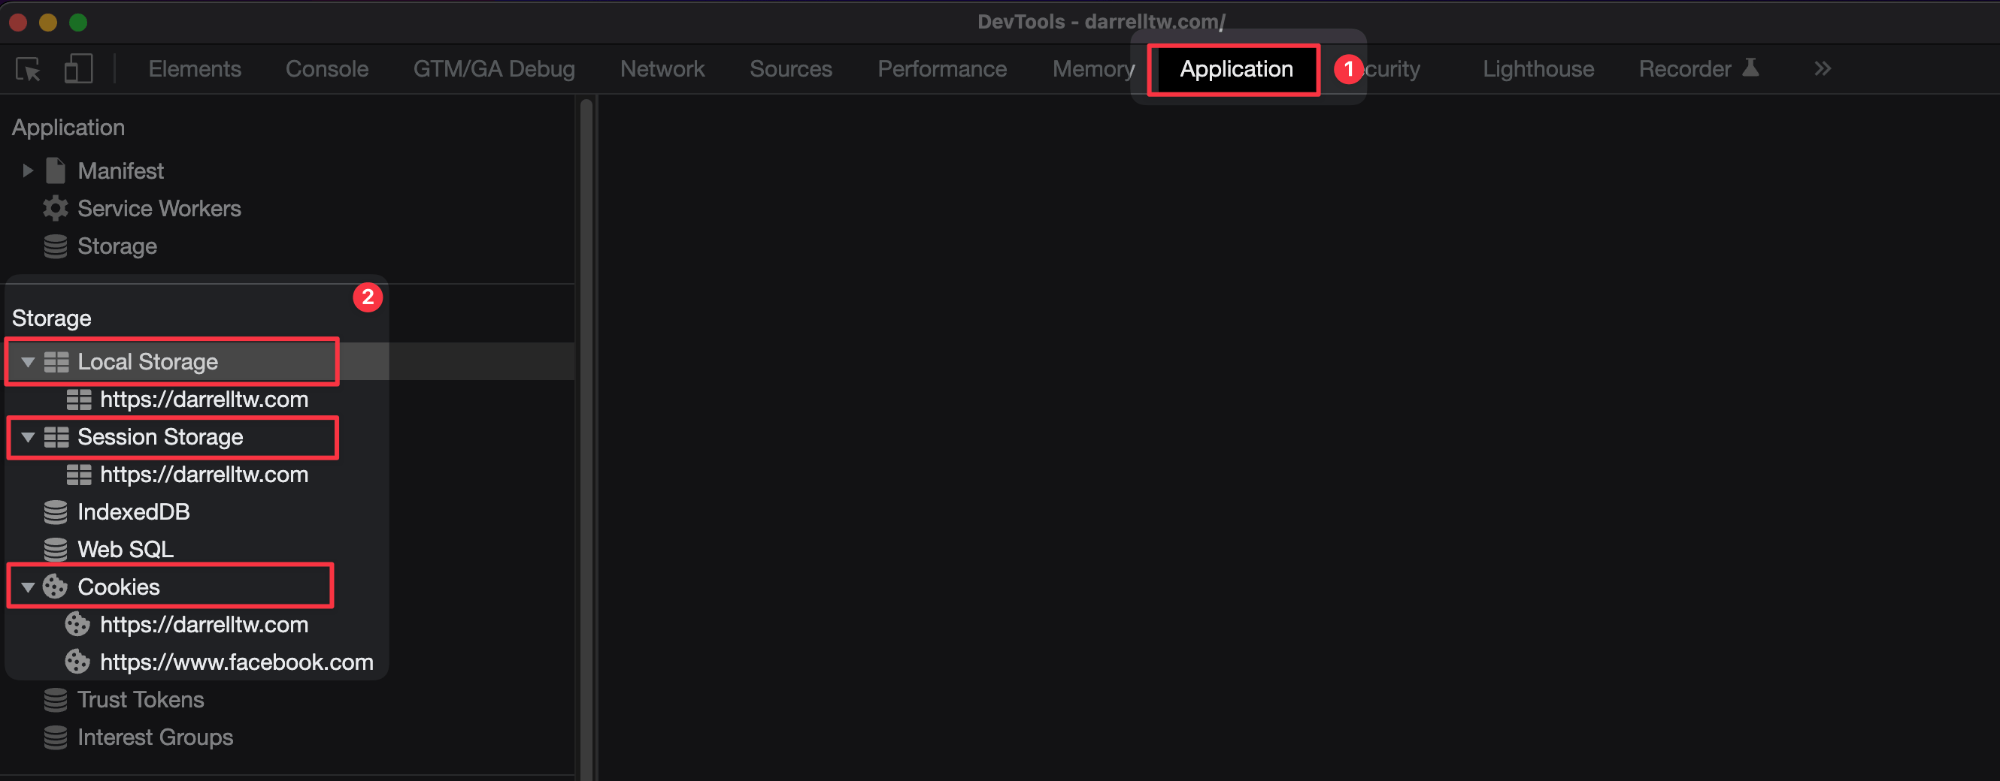 DevTools - darrelltw.com/
Elements Console GTM/GA Debug Network Sources Performance Memory Application 1 curity Lighthouse Recorder »
Application
Manifest
Service Workers
Storage
2
Storage
Local Storage
https://darrelltw.com
Session Storage
https://darrelltw.com
IndexedDB
Web SQL
Cookies
https://darrelltw.com
https://www.facebook.com
Trust Tokens
Interest Groups